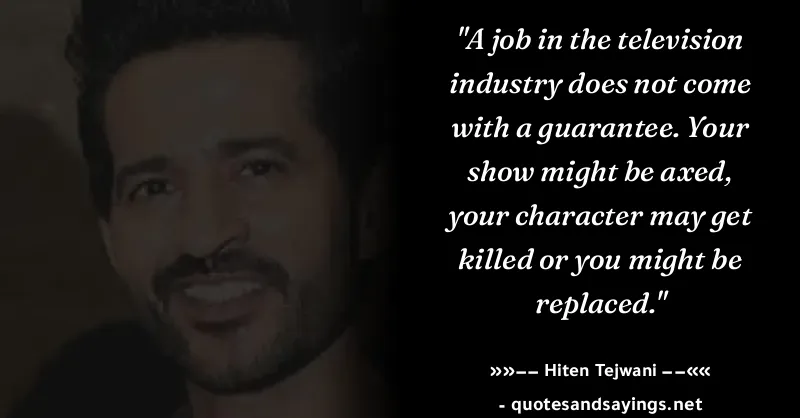 "A job in the television
industry does not come
with a guarantee. Your
show might be axed,
your character may get
killed or you might be
replaced."
»»-- Hiten Tejwani --««
- quotesandsayings.net